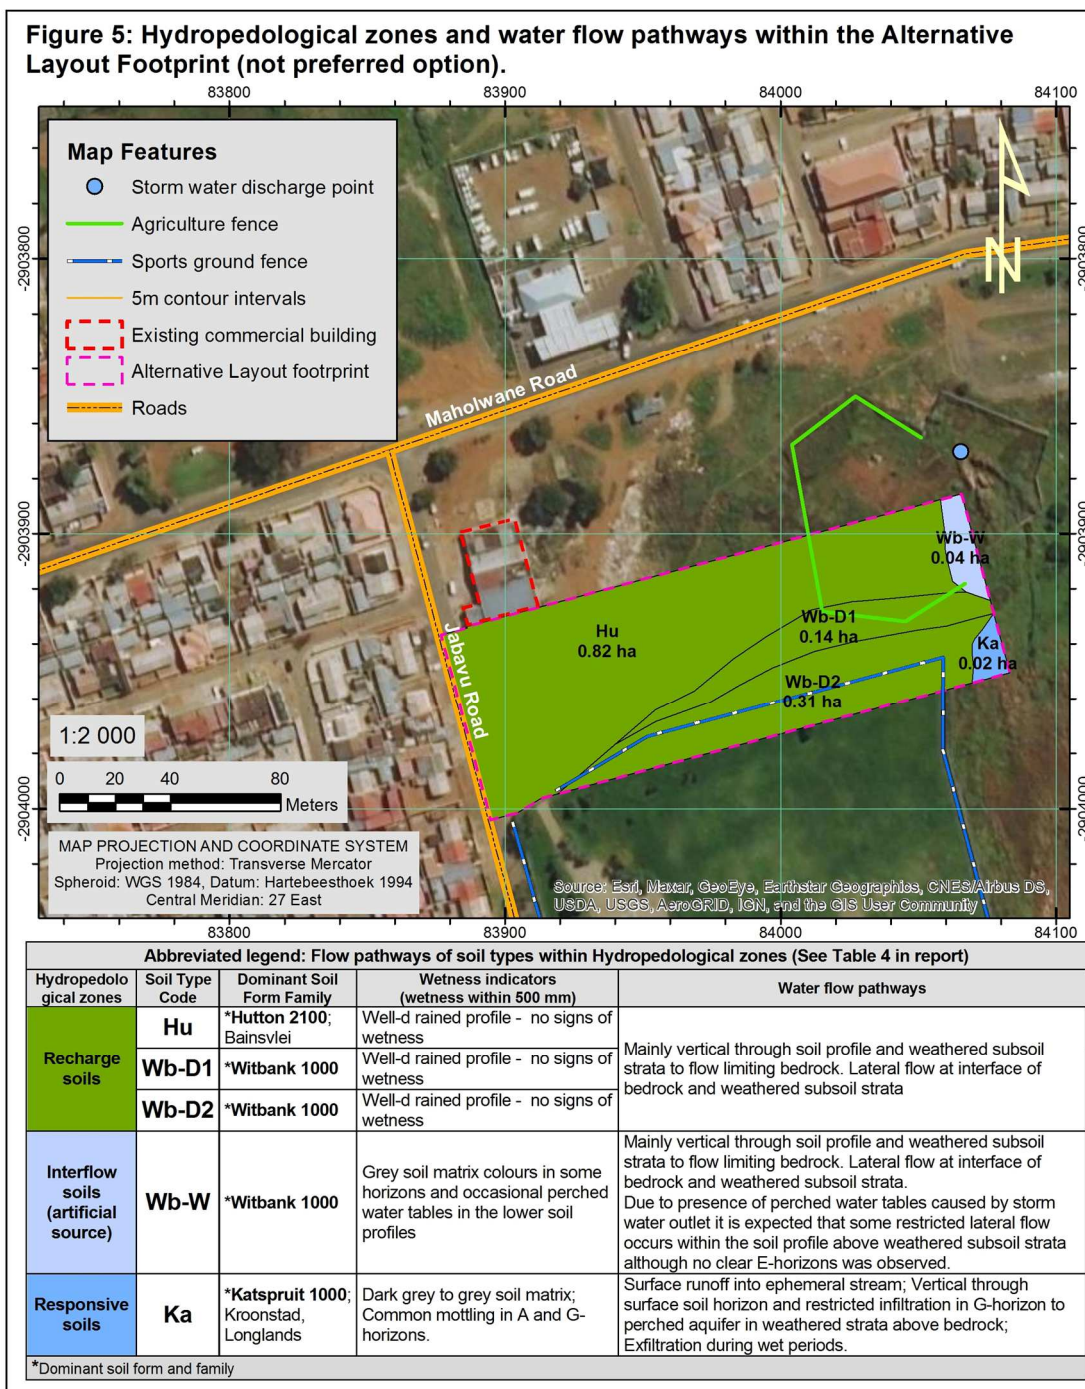 Figure 5: Hydropedological zones and water flow pathways within the Alternative
Layout Footprint (not preferred option).
83800
83900
84000
84100
Map Features
Storm water discharge point
Agriculture fence
Sports ground fence
5m contour intervals
Existing commercial building
Alternative Layout footrprint
Roads
-2903800
-2903800
N
Maholwane Road
-2903900
-2903900
Wb-W
0.04 ha
Hu
0.82 ha
Wb-D1
0.14 ha
Ka
0.02 ha
Wb-D2
0.31 ha
Jabavu Road
1:2 000
0 20 40 80
Meters
-2904000
-2904000
MAP PROJECTION AND COORDINATE SYSTEM
Projection method: Transverse Mercator
Spheroid: WGS 1984, Datum: Hartebeesthoek 1994
Central Meridian: 27 East
Source: Esri, Maxar, GeoEye, Earthstar Geographics, CNES/Airbus DS,
USDA, USGS, AeroGRID, IGN, and the GIS User Community
83800
83900
84000
84100
Abbreviated legend: Flow pathways of soil types within Hydropedological zones (See Table 4 in report)
Hydropedolo
gical zones
Soil Type
Code
Dominant Soil
Form Family
Wetness indicators
(wetness within 500 mm)
Water flow pathways
Recharge
soils
Hu
*Hutton 2100;
Bainsvlei
Well-d rained profile - no signs of
wetness
Mainly vertical through soil profile and weathered subsoil
strata to flow limiting bedrock. Lateral flow at interface of
bedrock and weathered subsoil strata
Wb-D1
*Witbank 1000
Well-d rained profile - no signs of
wetness
Wb-D2
*Witbank 1000
Well-d rained profile - no signs of
wetness
Interflow
soils
(artificial
source)
Wb-W
*Witbank 1000
Grey soil matrix colours in some
horizons and occasional perched
water tables in the lower soil
profiles
Mainly vertical through soil profile and weathered subsoil
strata to flow limiting bedrock. Lateral flow at interface of
bedrock and weathered subsoil strata.
Due to presence of perched water tables caused by storm
water outlet it is expected that some restricted lateral flow
occurs within the soil profile above weathered subsoil strata
although no clear E-horizons was observed.
Responsive
soils
Ka
*Katspruit 1000;
Kroonstad,
Longlands
Dark grey to grey soil matrix;
Common mottling in A and G-
horizons.
Surface runoff into ephemeral stream; Vertical through
surface soil horizon and restricted infiltration in G-horizon to
perched aquifer in weathered strata above bedrock;
Exfiltration during wet periods.
*Dominant soil form and family